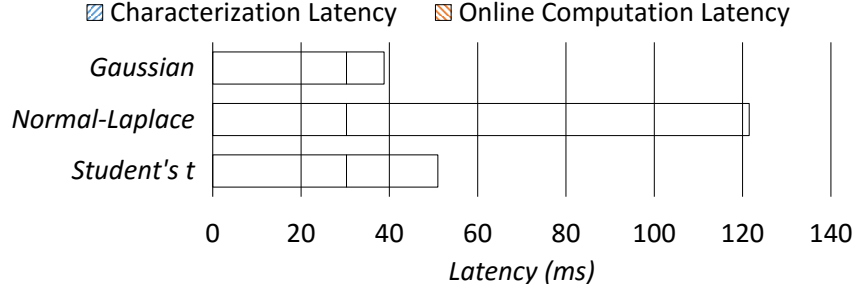 Characterization Latency Online Computation Latency
Gaussian
Normal-Laplace
Student's t
0 20 40 60 80 100 120 140
Latency (ms)